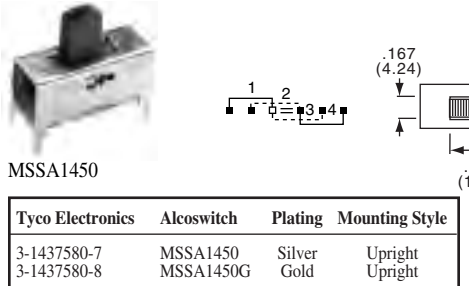 1
2
3
4
.167
(4.24)
MSSA1450
(1
Tyco Electronics Alcoswitch Plating Mounting Style
3-1437580-7 MSSA1450 Silver Upright
3-1437580-8 MSSA1450G Gold Upright